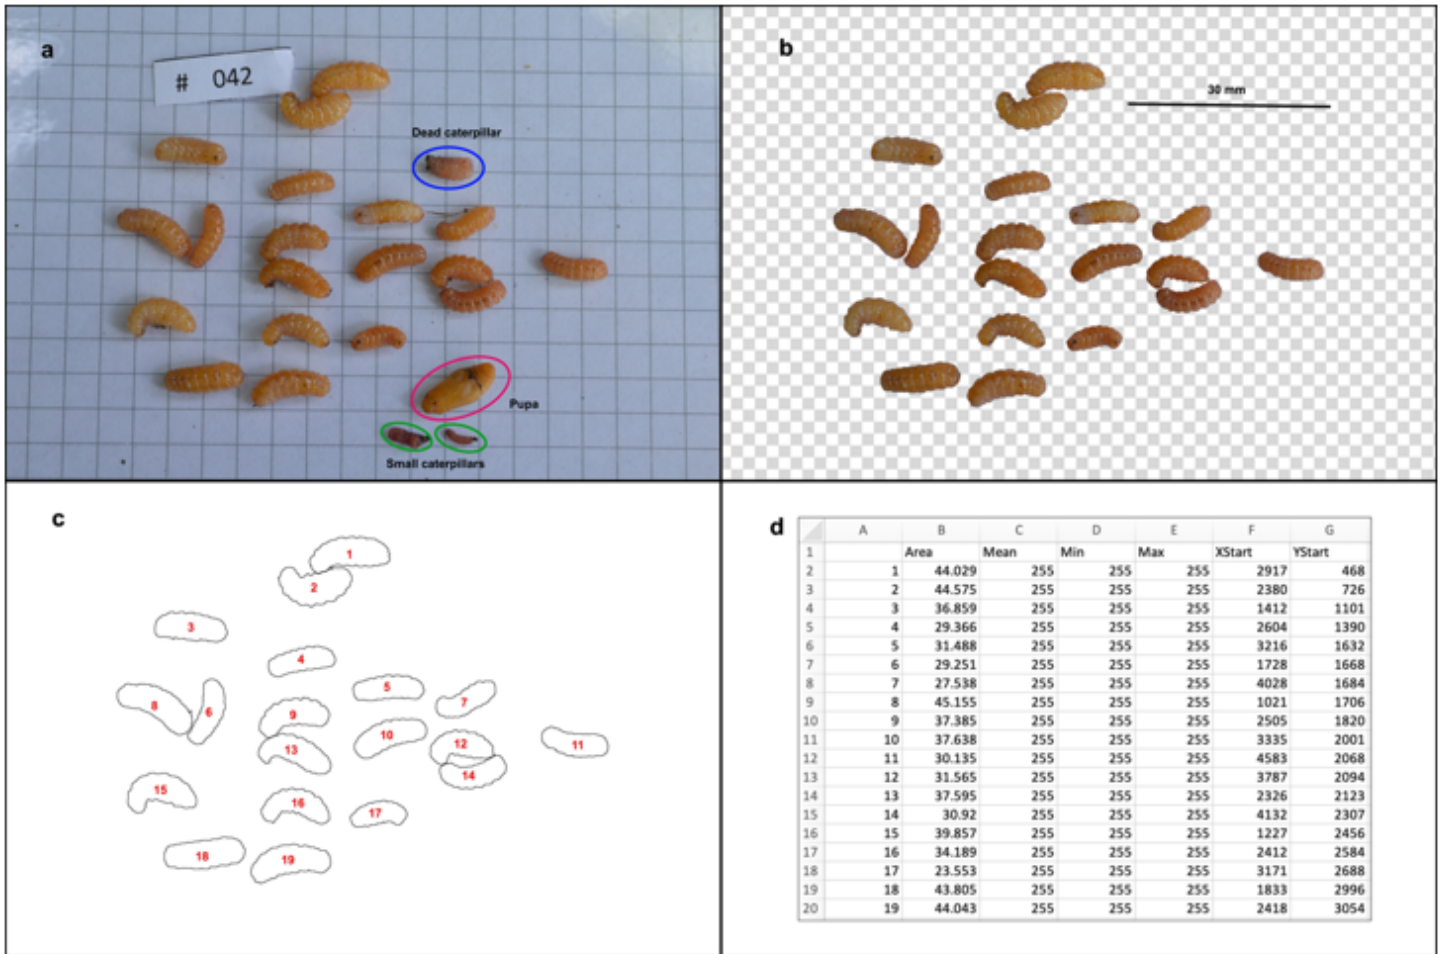 a
# 042
Dead caterpillar
Pupa
Small caterpillars
b
30 mm
c
1
2
3
4
5
7
8
6
9
10
12
11
13
14
15
16
17
18
19
d
A B C D E F G
1 Area Mean Min Max XStart YStart
2 1 44.029 255 255 255 2917 468
3 2 44.575 255 255 255 2380 726
4 3 36.859 255 255 255 1412 1101
5 4 29.366 255 255 255 2604 1390
6 5 31.488 255 255 255 3216 1632
7 6 29.251 255 255 255 1728 1668
8 7 27.538 255 255 255 4028 1684
9 8 45.155 255 255 255 1021 1706
10 9 37.385 255 255 255 2505 1820
11 10 37.638 255 255 255 3335 2001
12 11 30.135 255 255 255 4583 2068
13 12 31.565 255 255 255 3787 2094
14 13 37.595 255 255 255 2326 2123
15 14 30.92 255 255 255 4132 2307
16 15 39.857 255 255 255 1227 2456
17 16 34.189 255 255 255 2412 2584
18 17 23.553 255 255 255 3171 2688
19 18 43.805 255 255 255 1833 2996
20 19 44.043 255 255 255 2418 3054